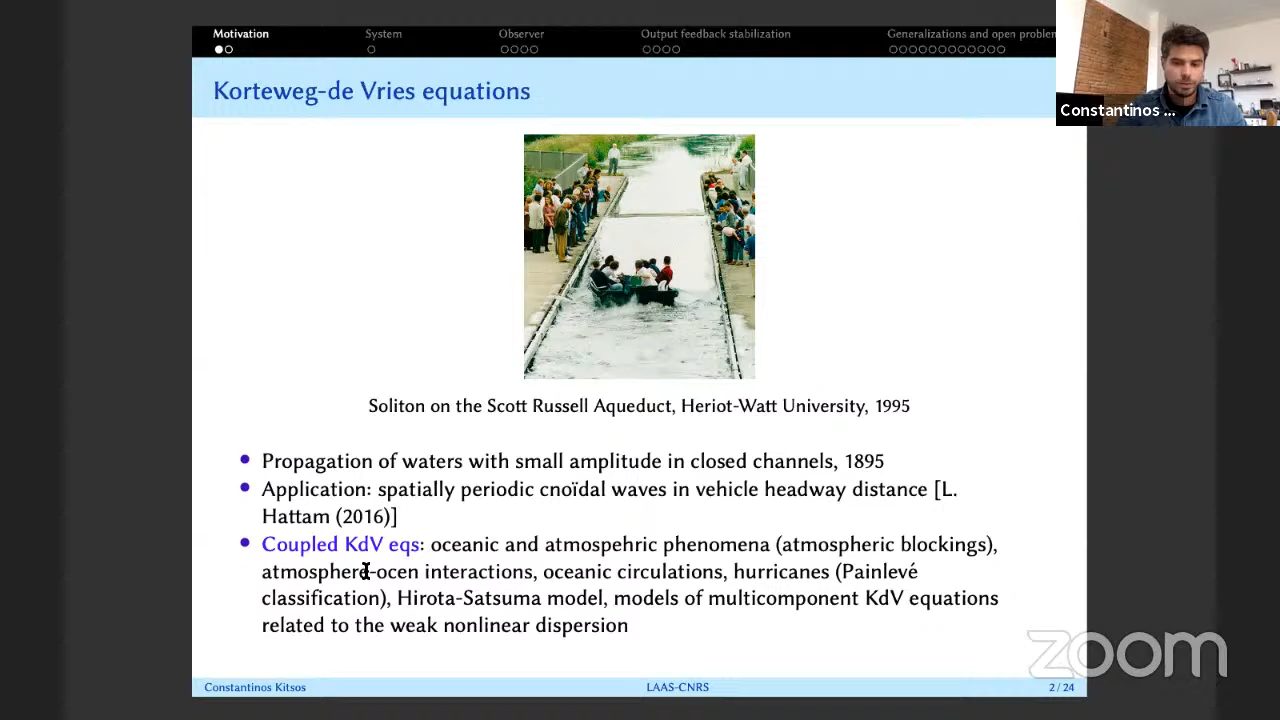 Motivation System Observer Output feedback stabilization Generalizations and open problem
Korteweg-de Vries equations
Constantinos ...
Soliton on the Scott Russell Aqueduct, Heriot-Watt University, 1995
Propagation of waters with small amplitude in closed channels, 1895
Application: spatially periodic cnoïdal waves in vehicle headway distance [L.
Hattam (2016)]
Coupled KdV eqs: oceanic and atmospehric phenomena (atmospheric blockings),
atmosphere-ocen interactions, oceanic circulations, hurricanes (Painlevé
classification), Hirota-Satsuma model, models of multicomponent KdV equations
related to the weak nonlinear dispersion
zoom
Constantinos Kitsos LAAS-CNRS 2 / 24